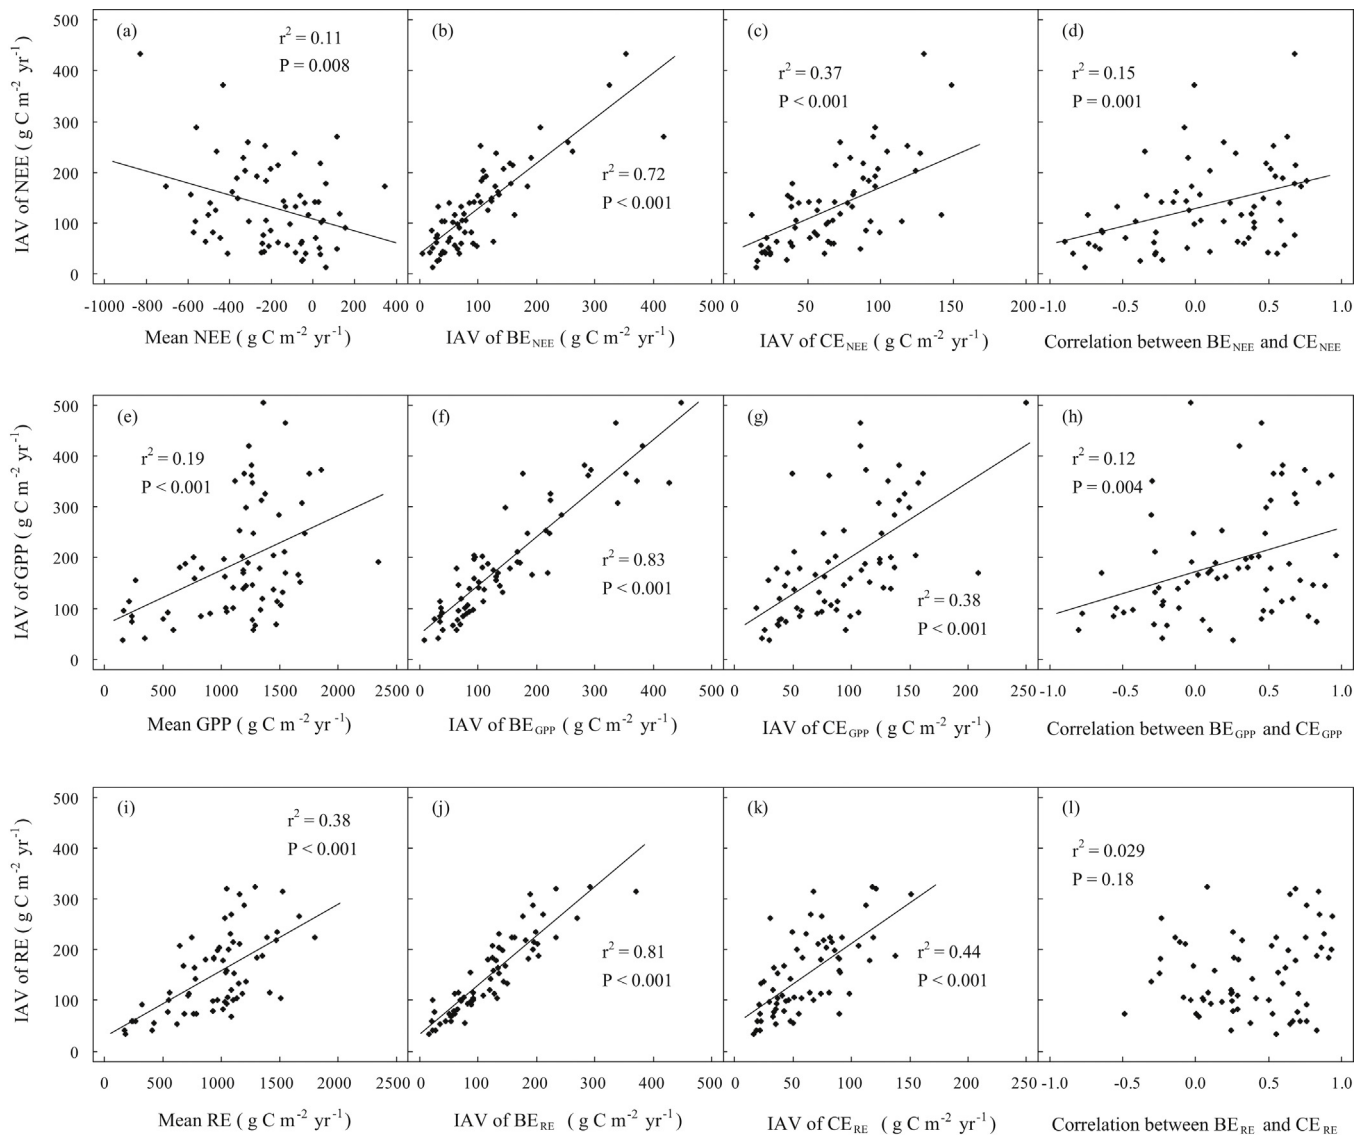 (a)
r² = 0.11
P = 0.008
(b)
r² = 0.72
P < 0.001
(c)
r² = 0.37
P < 0.001
(d)
r² = 0.15
P = 0.001
IAV of NEE ( g C m⁻² yr⁻¹)
500
400
300
200
100
0
-1000 -800 -600 -400 -200 0 200 400
0 100 200 300 400 500
0 50 100 150 200
-1.0 -0.5 0.0 0.5 1.0
Mean NEE ( g C m⁻² yr⁻¹)
IAV of BE_NEE ( g C m⁻² yr⁻¹)
IAV of CE_NEE ( g C m⁻² yr⁻¹)
Correlation between BE_NEE and CE_NEE
(e)
r² = 0.19
P < 0.001
(f)
r² = 0.83
P < 0.001
(g)
r² = 0.38
P < 0.001
(h)
r² = 0.12
P = 0.004
IAV of GPP ( g C m⁻² yr⁻¹)
500
400
300
200
100
0
0 500 1000 1500 2000 2500
0 100 200 300 400 500
0 50 100 150 200 250
-1.0 -0.5 0.0 0.5 1.0
Mean GPP ( g C m⁻² yr⁻¹)
IAV of BE_GPP ( g C m⁻² yr⁻¹)
IAV of CE_GPP ( g C m⁻² yr⁻¹)
Correlation between BE_GPP and CE_GPP
(i)
r² = 0.38
P < 0.001
(j)
r² = 0.81
P < 0.001
(k)
r² = 0.44
P < 0.001
(l)
r² = 0.029
P = 0.18
IAV of RE ( g C m⁻² yr⁻¹)
500
400
300
200
100
0
0 500 1000 1500 2000 2500
0 100 200 300 400 500
0 50 100 150 200 250
-1.0 -0.5 0.0 0.5 1.0
Mean RE ( g C m⁻² yr⁻¹)
IAV of BE_RE ( g C m⁻² yr⁻¹)
IAV of CE_RE ( g C m⁻² yr⁻¹)
Correlation between BE_RE and CE_RE